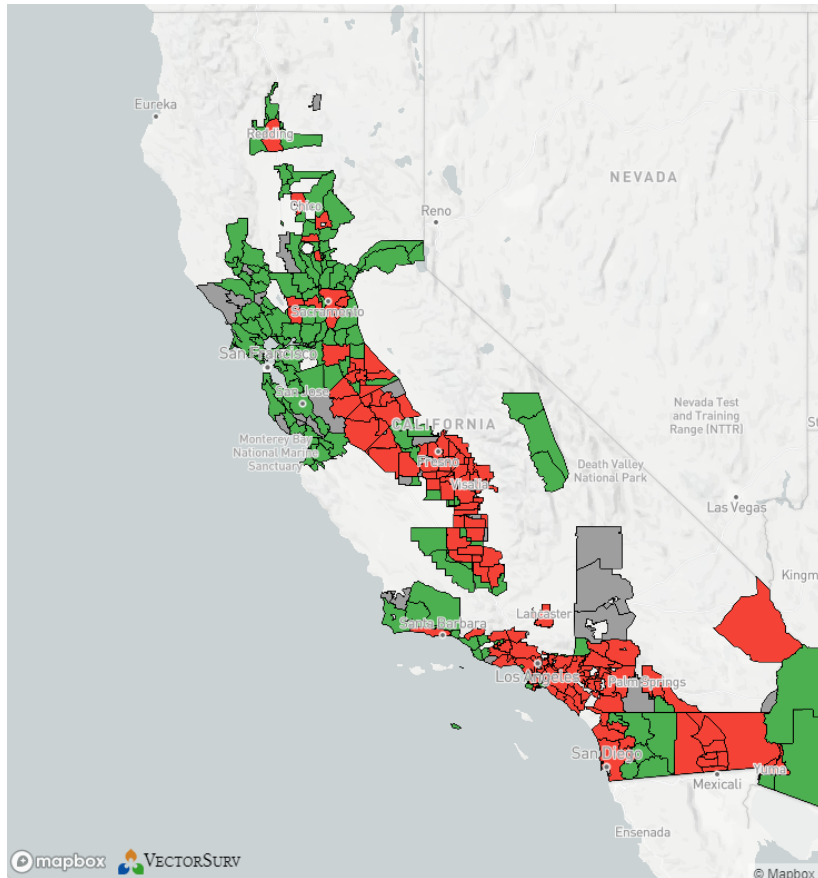 Eureka
Redding
NEVADA
Chico
Reno
Sacramento
San Francisco
San Jose
CALIFORNIA
Monterey Bay
National Marine
Sanctuary
Fresno
Visalia
Nevada Test
and Training
Range (NTTR)
St
Death Valley
National Park
Las Vegas
Kingm
Lancaster
Santa Barbara
Los Angeles
Palm Springs
San Diego
Yuma
Mexicali
Ensenada
mapbox
VECTORSURV
© Mapbox